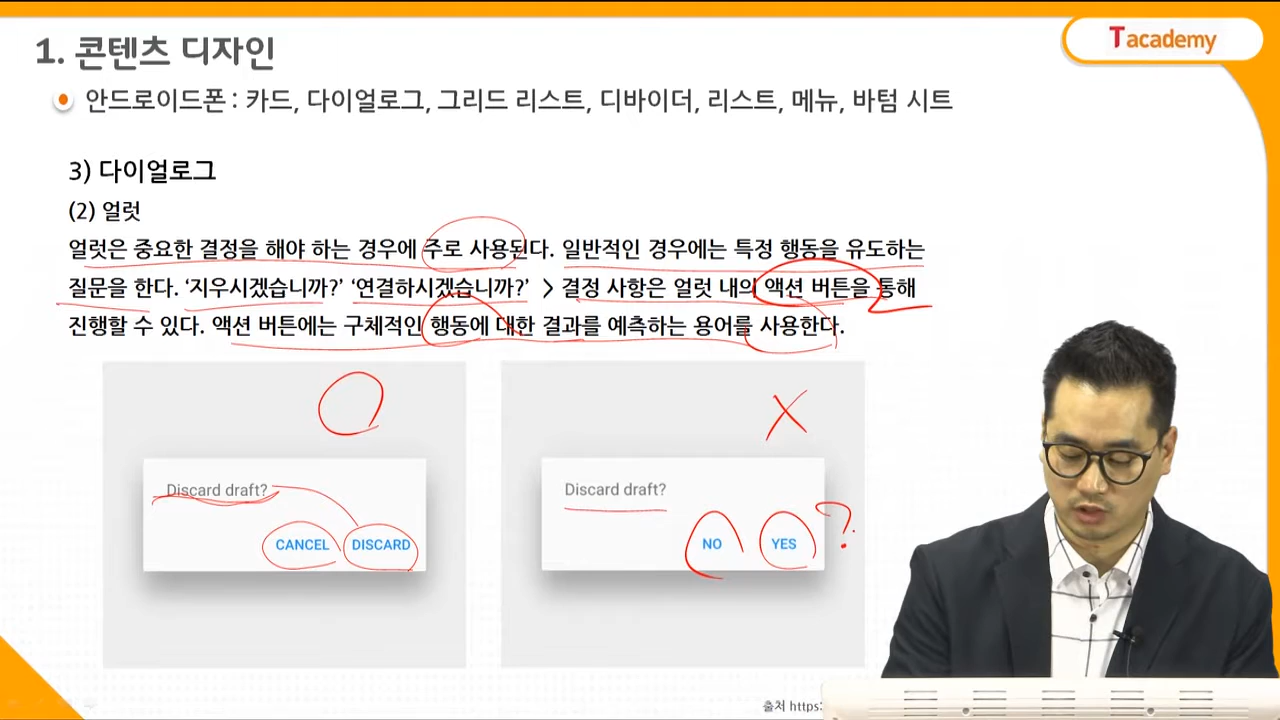 1. 콘텐츠 디자인
Tacademy
안드로이드폰 : 카드, 다이얼로그, 그리드 리스트, 디바이더, 리스트, 메뉴, 바텀 시트
3) 다이얼로그
(2) 얼럿
얼럿은 중요한 결정을 해야 하는 경우에 주로 사용된다. 일반적인 경우에는 특정 행동을 유도하는
질문을 한다. ‘지우시겠습니까?’ ‘연결하시겠습니까?’ > 결정 사항은 얼럿 내의 액션 버튼을 통해
진행할 수 있다. 액션 버튼에는 구체적인 행동에 대한 결과를 예측하는 용어를 사용한다.
O
X
Discard draft?
CANCEL DISCARD
Discard draft?
NO YES ?
출처 https: